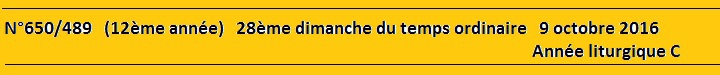 N°650/489 (12ème année) 28ème dimanche du temps ordinaire 9 octobre 2016
Année liturgique C